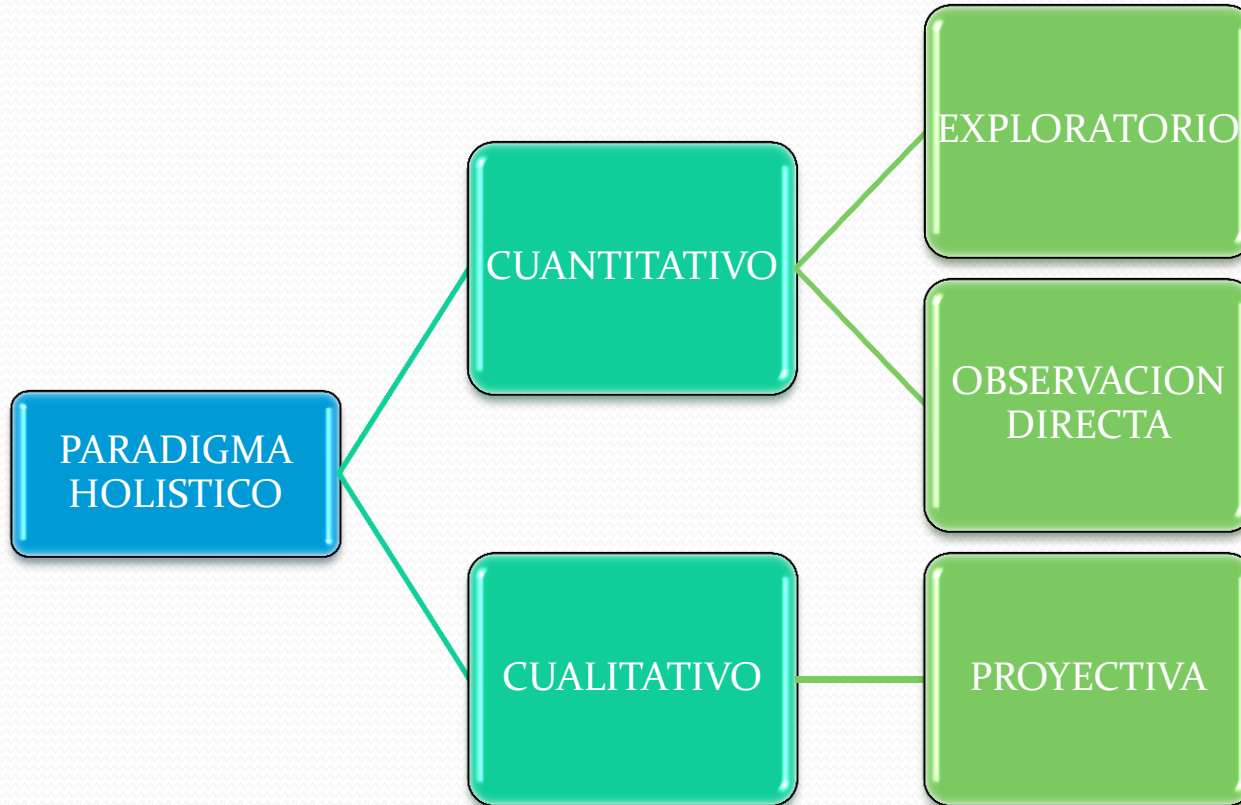 EXPLORATORIO
CUANTITATIVO
OBSERVACION
DIRECTA
PARADIGMA
HOLISTICO
CUALITATIVO
PROYECTIVA